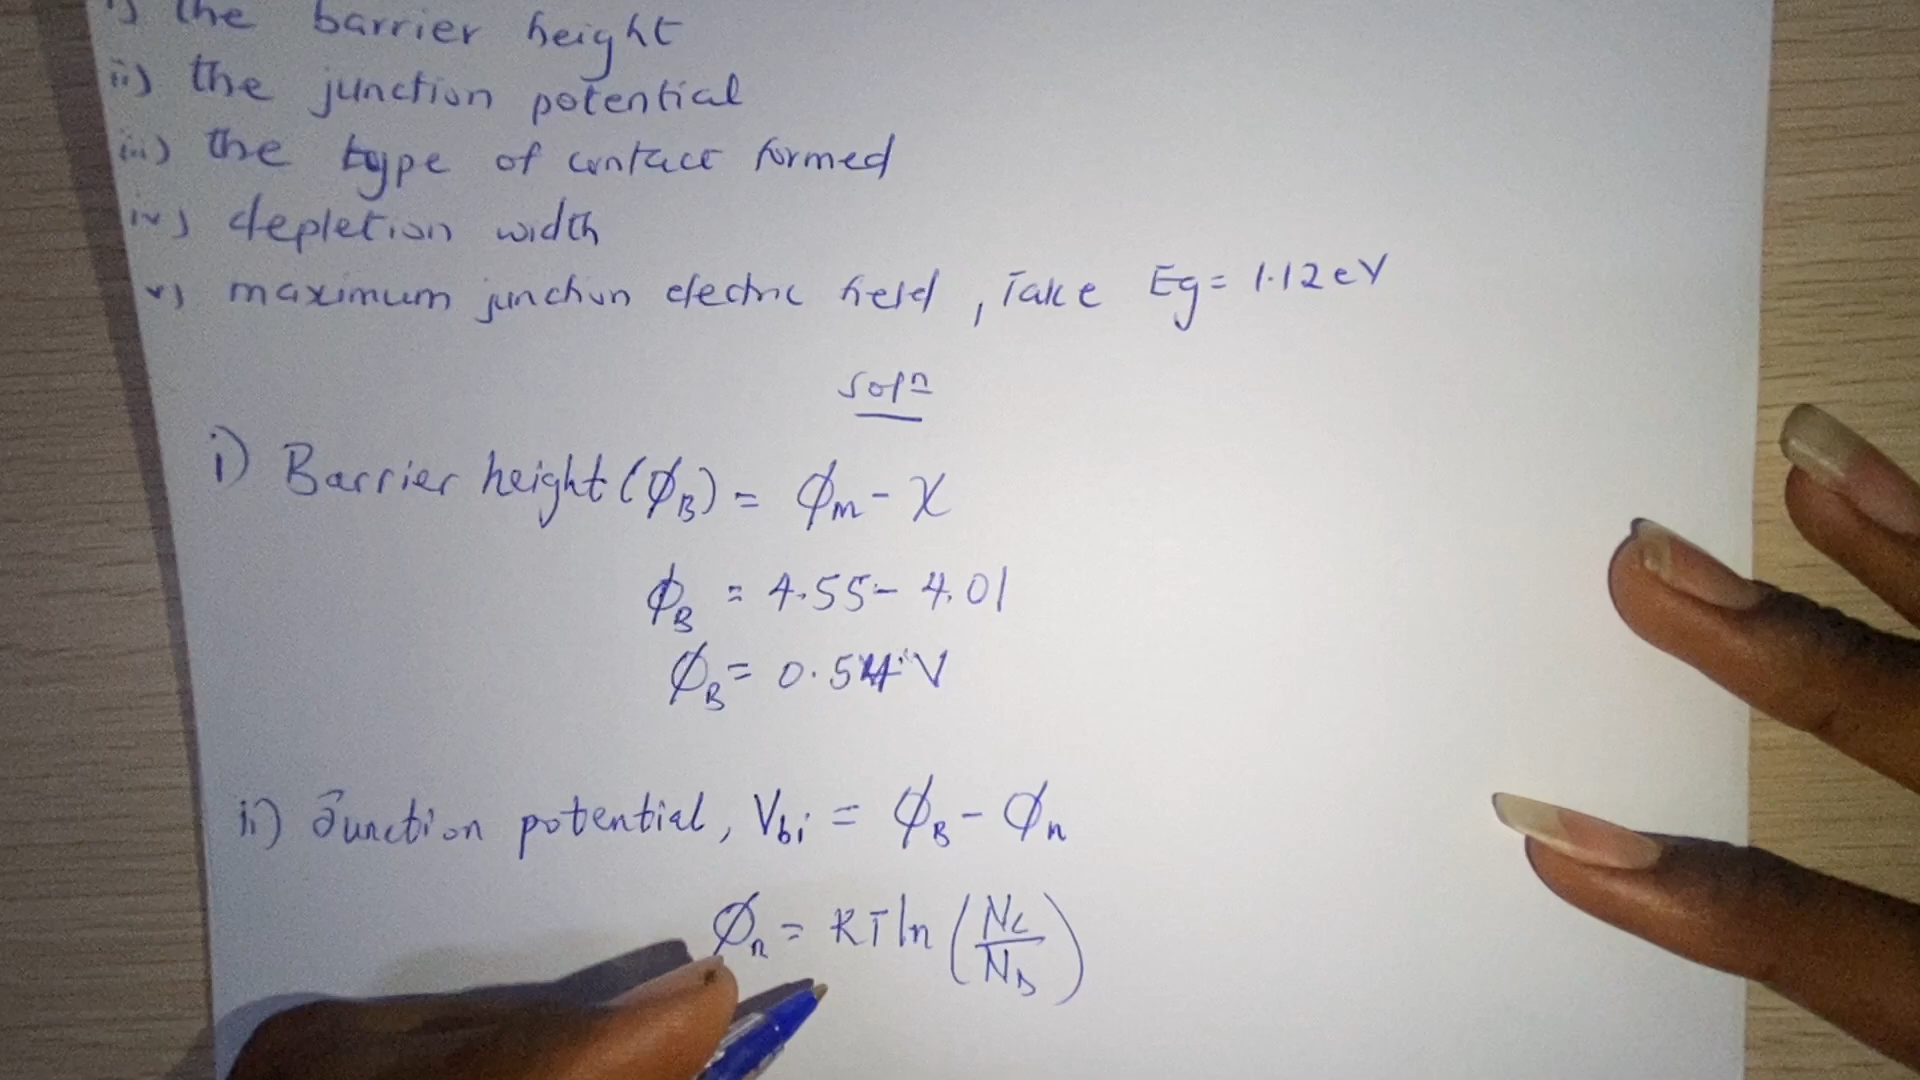 i) the barrier height
ii) the junction potential
iii) the type of contact formed
iv) depletion width
v) maximum junction electric field, Take Eg = 1.12eV
Soln
i) Barrier height (ϕB) = ϕm - χ
ϕB = 4.55 - 4.01
ϕB = 0.54 V
ii) Junction potential, Vbi = ϕB - ϕn
ϕn = KT ln (NC/ND)